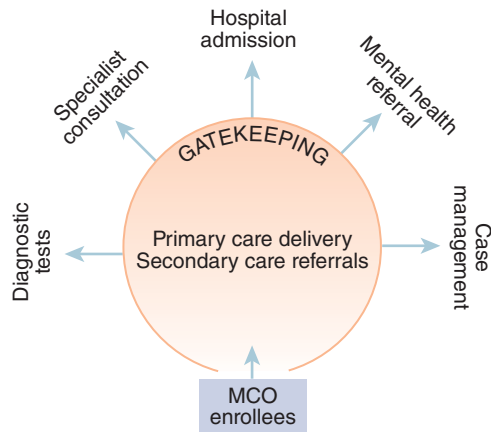 Hospital
admission
Specialist
consultation
Mental health
referral
GATEKEEPING
Diagnostic
tests
Primary care delivery
Secondary care referrals
Case
management
MCO
enrollees